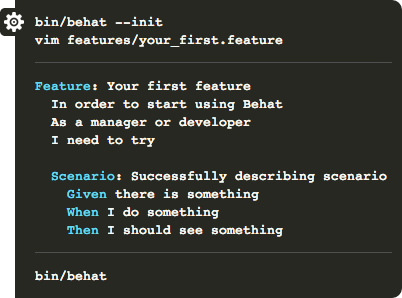 bin/behat --init
vim features/your_first.feature
Feature: Your first feature
In order to start using Behat
As a manager or developer
I need to try
Scenario: Successfully describing scenario
Given there is something
When I do something
Then I should see something
bin/behat